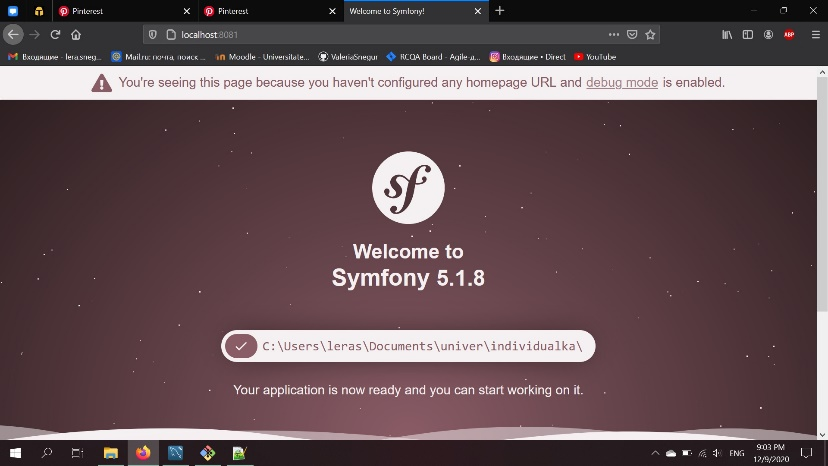 Pinterest
Pinterest
Welcome to Symfony!
localhost:8081
ABP
Входящие - lera.sneg...
Mail.ru: почта, поиск ...
Moodle - Universitate...
ValeriaSnegur
RCQA Board - Agile-д...
Входящие • Direct
YouTube
You're seeing this page because you haven't configured any homepage URL and debug mode is enabled.
sf
Welcome to
Symfony 5.1.8
C:\Users\leras\Documents\univer\individualka\
Your application is now ready and you can start working on it.
ENG
9:03 PM
12/9/2020